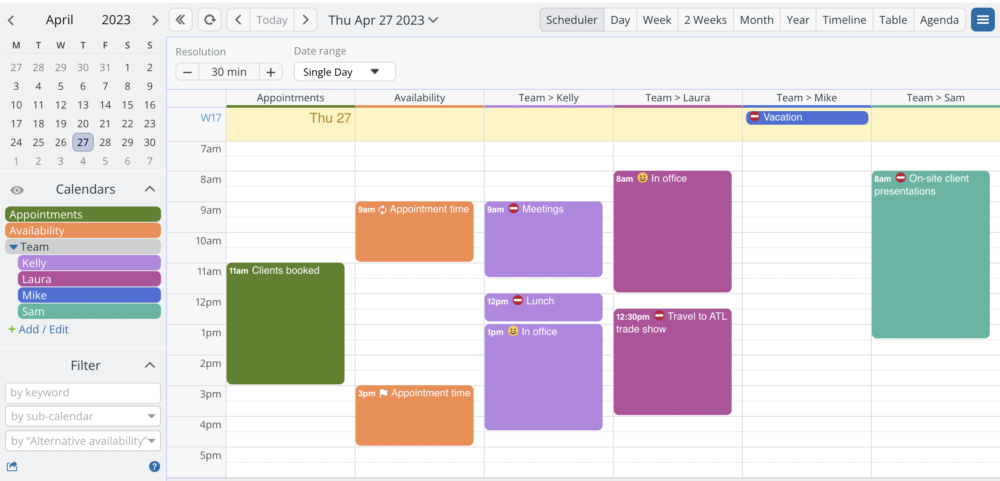 April 2023
M T W T F S S
27 28 29 30 31 1 2
3 4 5 6 7 8 9
10 11 12 13 14 15 16
17 18 19 20 21 22 23
24 25 26 27 28 29 30
1 2 3 4 5 6 7
Calendars
Appointments
Availability
Team
Kelly
Laura
Mike
Sam
+ Add / Edit
Filter
by keyword
by sub-calendar
by “Alternative availability”
?
Today
Thu Apr 27 2023
Scheduler Day Week 2 Weeks Month Year Timeline Table Agenda
Resolution
− 30 min +
Date range
Single Day
Appointments Availability Team > Kelly Team > Laura Team > Mike Team > Sam
W17 Thu 27
Vacation
7am
8am
9am
10am
11am
12pm
1pm
2pm
3pm
4pm
5pm
11am Clients booked
9am Appointment time
3pm Appointment time
9am Meetings
12pm Lunch
1pm In office
8am In office
12:30pm Travel to ATL
trade show
8am On-site client
presentations